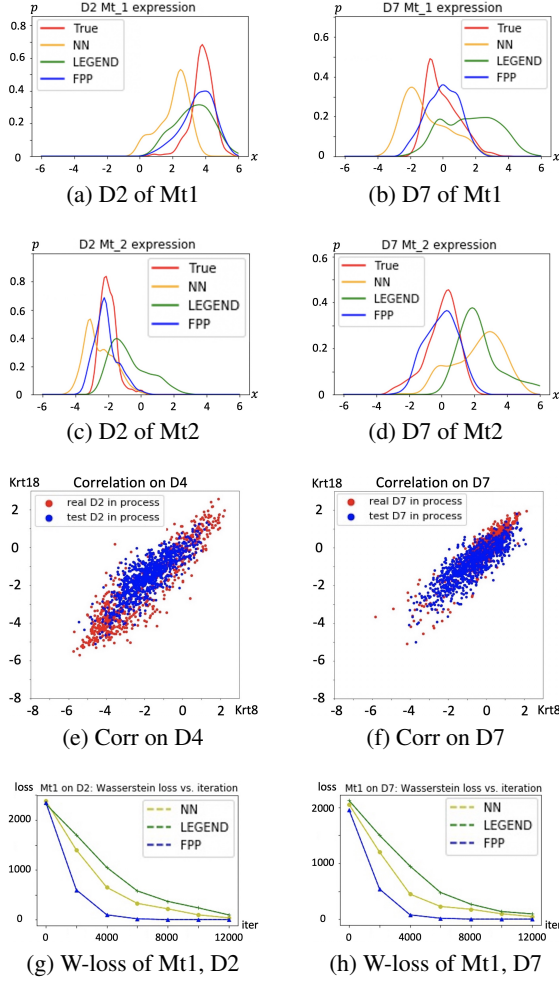 p D2 Mt_1 expression
True
NN
LEGEND
FPP
0.8
0.6
0.4
0.2
0
-6 -4 -2 0 2 4 6 x
(a) D2 of Mt1
p D7 Mt_1 expression
True
NN
LEGEND
FPP
0.6
0.4
0.2
0
-6 -4 -2 0 2 4 6 x
(b) D7 of Mt1
p D2 Mt_2 expression
True
NN
LEGEND
FPP
0.8
0.6
0.4
0.2
0
-6 -4 -2 0 2 4 6 x
(c) D2 of Mt2
p D7 Mt_2 expression
True
NN
LEGEND
FPP
0.6
0.4
0.2
0
-6 -4 -2 0 2 4 6 x
(d) D7 of Mt2
Krt18 Correlation on D4
real D2 in process
test D2 in process
2
0
-2
-4
-6
-8
-8 -6 -4 -2 0 2 Krt8
(e) Corr on D4
Krt18 Correlation on D7
real D7 in process
test D7 in process
2
0
-2
-4
-6
-8
-8 -6 -4 -2 0 2 Krt8
(f) Corr on D7
loss Mt1 on D2: Wasserstein loss vs. iteration
NN
LEGEND
FPP
2000
1000
0
0 4000 8000 12000 iter
(g) W-loss of Mt1, D2
loss Mt1 on D7: Wasserstein loss vs. iteration
NN
LEGEND
FPP
2000
1000
0
0 4000 8000 12000 iter
(h) W-loss of Mt1, D7